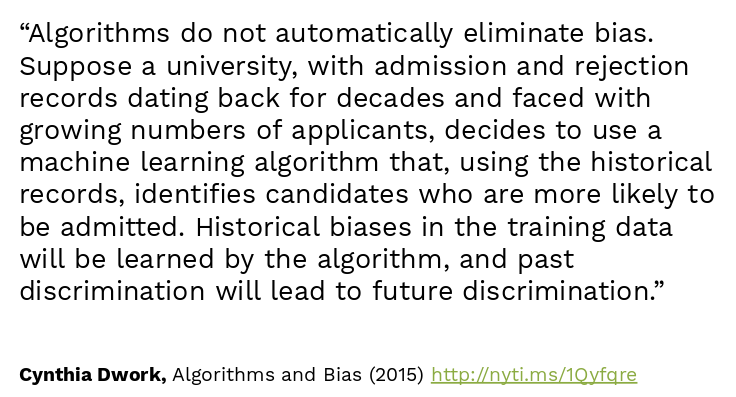 “Algorithms do not automatically eliminate bias.
Suppose a university, with admission and rejection
records dating back for decades and faced with
growing numbers of applicants, decides to use a
machine learning algorithm that, using the historical
records, identifies candidates who are more likely to
be admitted. Historical biases in the training data
will be learned by the algorithm, and past
discrimination will lead to future discrimination.”
Cynthia Dwork, Algorithms and Bias (2015) http://nyti.ms/1Qyfqre